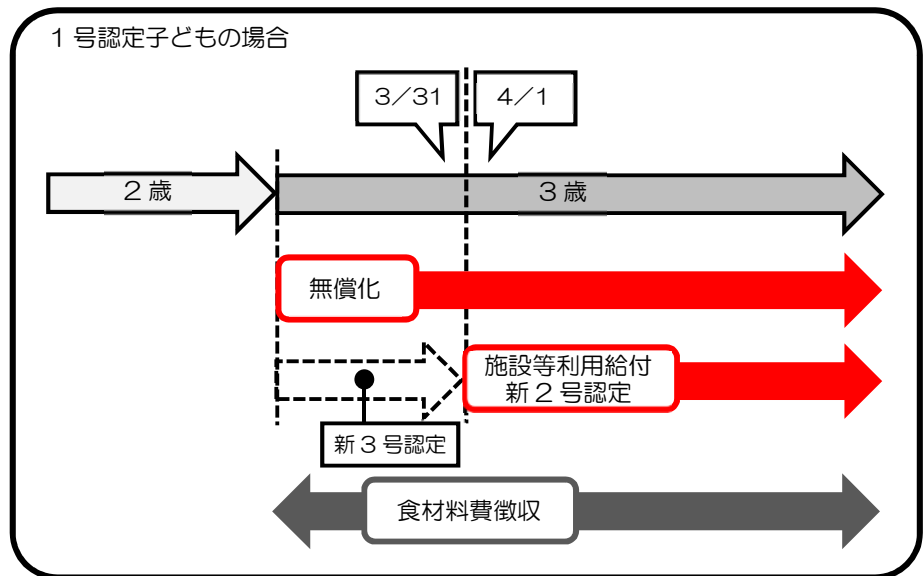 １号認定子どもの場合
３／３１
４／１
２歳
３歳
無償化
施設等利用給付
新２号認定
新３号認定
食材料費徴収